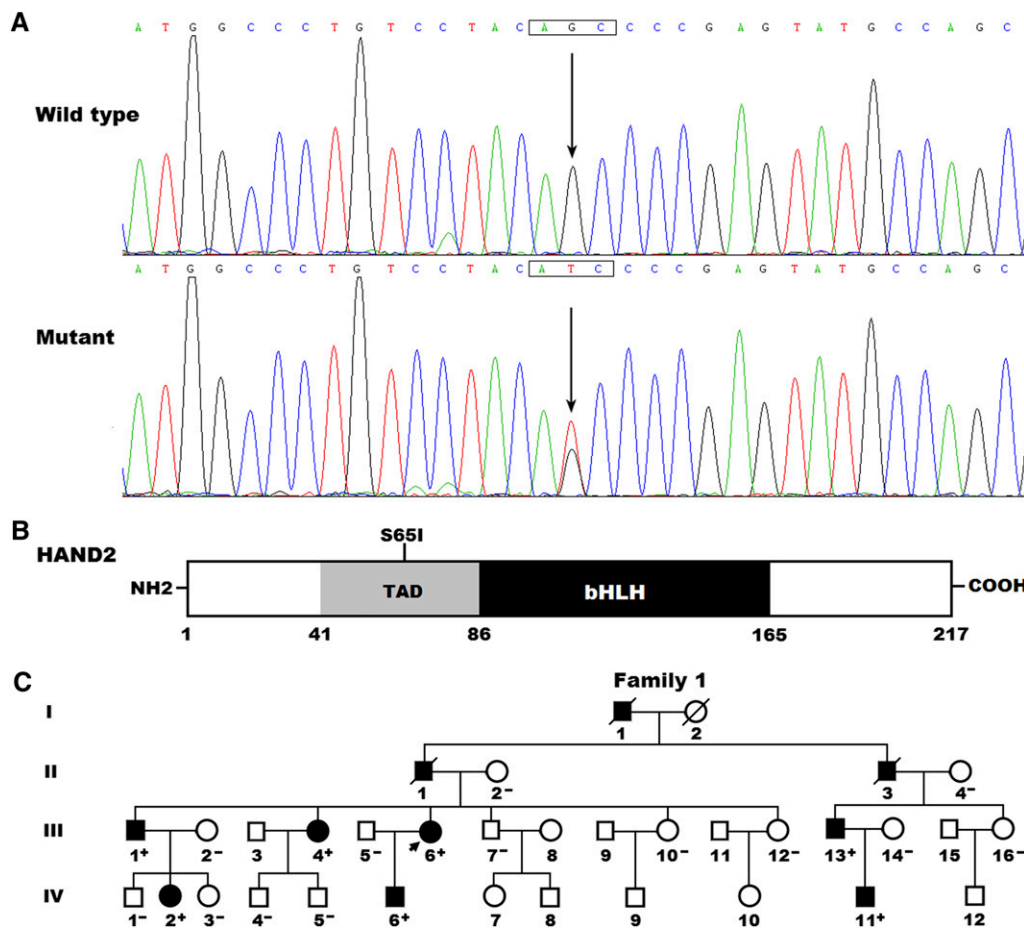 A
A T G G C C C T G T C C T A C A G C C C C G A G T A T G C C A G C
Wild type
A T G G C C C T G T C C T A C A T C C C C G A G T A T G C C A G C
Mutant
B
HAND2
S65I
NH2 TAD bHLH COOH
1 41 86 165 217
C
Family 1
I
1 2
II
1 2− 3 4−
III
1+ 2− 3 4+ 5− 6+ 7− 8 9 10− 11 12− 13+ 14− 15 16−
IV
1− 2+ 3− 4− 5− 6+ 7 8 9 10 11+ 12